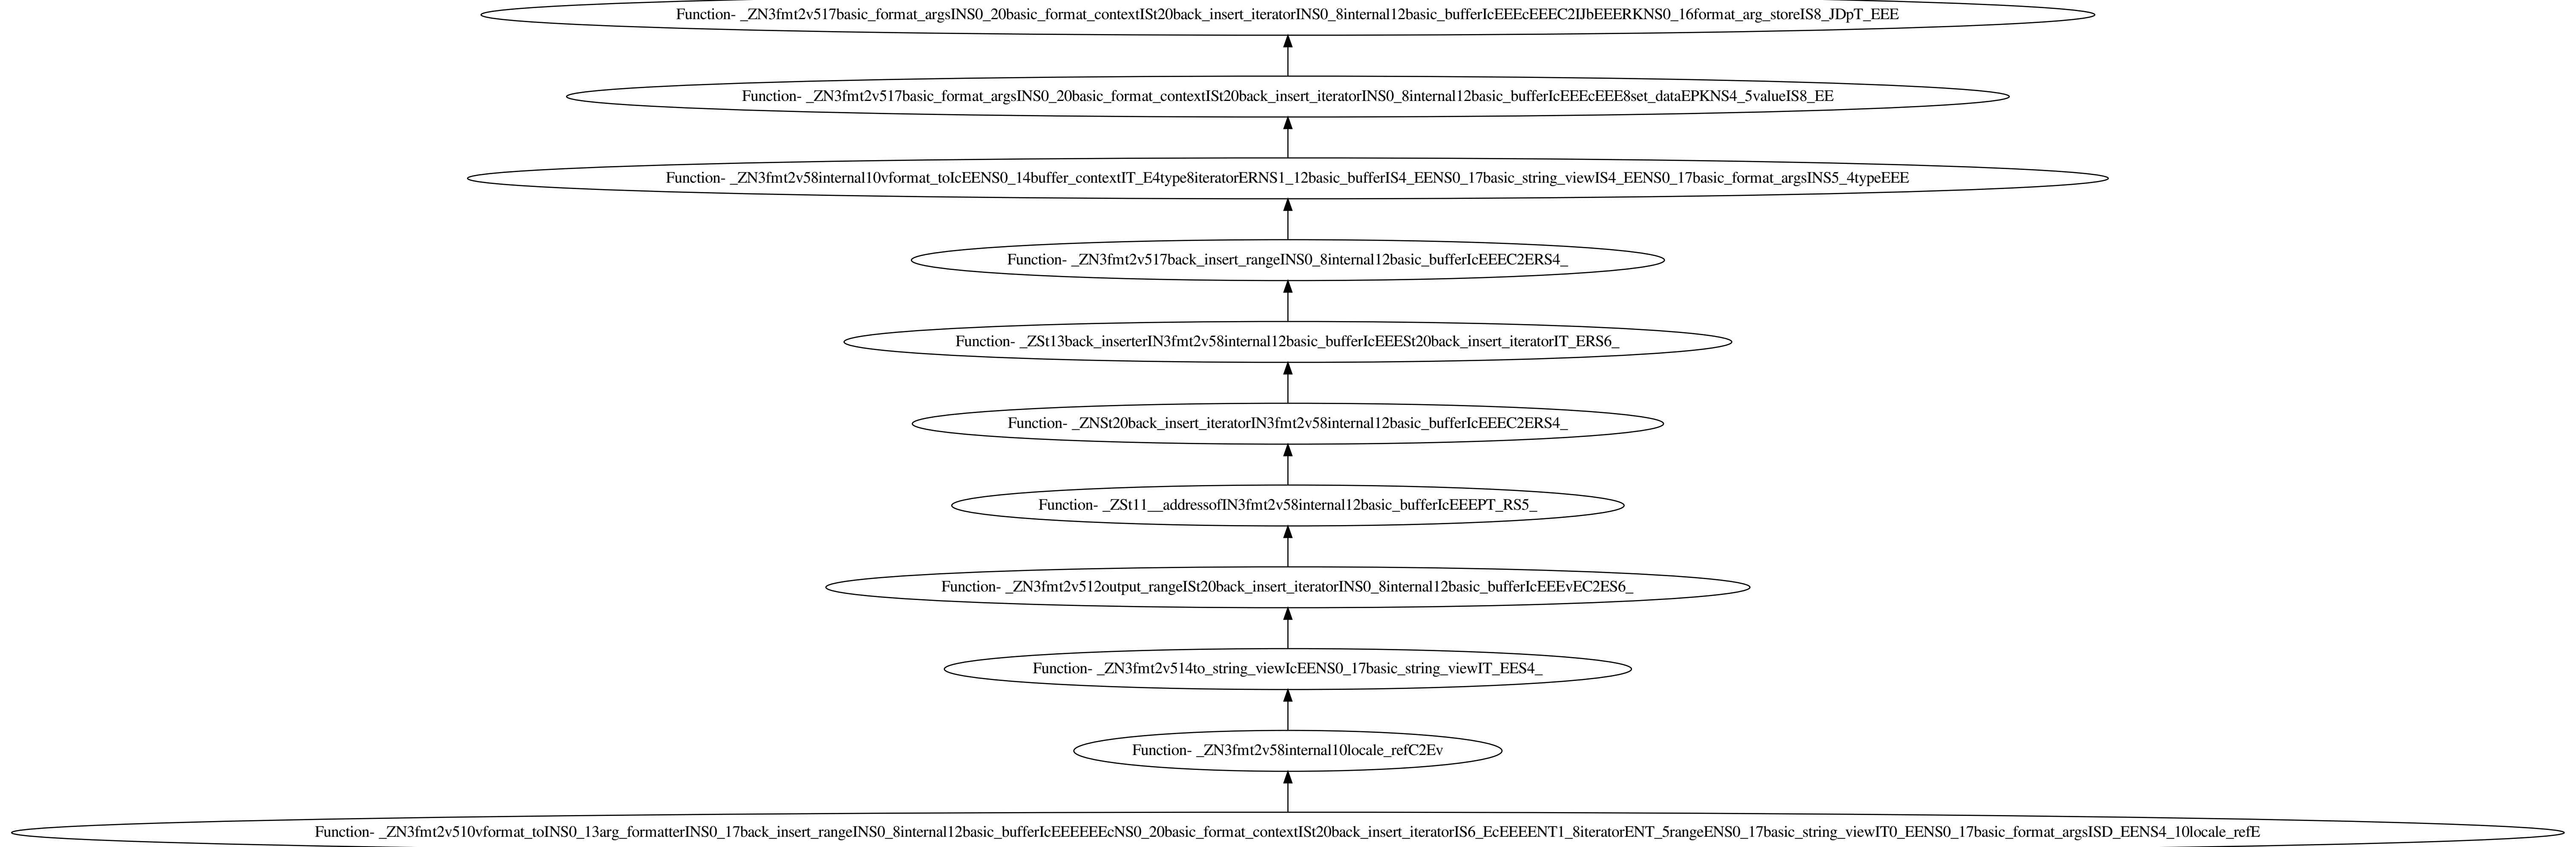 Function- _ZN3fmt2v517basic_format_argsINS0_20basic_format_contextISt20back_insert_iteratorINS0_8internal12basic_bufferIcEEEcEEEC2IJbEEERKNS0_16format_arg_storeIS8_JDpT_EEE
Function- _ZN3fmt2v517basic_format_argsINS0_20basic_format_contextISt20back_insert_iteratorINS0_8internal12basic_bufferIcEEEcEEE8set_dataEPKNS4_5valueIS8_EE
Function- _ZN3fmt2v58internal10vformat_toIcEENS0_14buffer_contextIT_E4type8iteratorERNS1_12basic_bufferIS4_EENS0_17basic_string_viewIS4_EENS0_17basic_format_argsINS5_4typeEEE
Function- _ZN3fmt2v517back_insert_rangeINS0_8internal12basic_bufferIcEEEC2ERS4_
Function- _ZSt13back_inserterIN3fmt2v58internal12basic_bufferIcEEESt20back_insert_iteratorIT_ERS6_
Function- _ZNSt20back_insert_iteratorIN3fmt2v58internal12basic_bufferIcEEEC2ERS4_
Function- _ZSt11__addressofIN3fmt2v58internal12basic_bufferIcEEEPT_RS5_
Function- _ZN3fmt2v512output_rangeISt20back_insert_iteratorINS0_8internal12basic_bufferIcEEEvEC2ES6_
Function- _ZN3fmt2v514to_string_viewIcEENS0_17basic_string_viewIT_EES4_
Function- _ZN3fmt2v58internal10locale_refC2Ev
Function- _ZN3fmt2v510vformat_toINS0_13arg_formatterINS0_17back_insert_rangeINS0_8internal12basic_bufferIcEEEEEEcNS0_20basic_format_contextISt20back_insert_iteratorIS6_EcEEEENT1_8iteratorENT_5rangeENS0_17basic_string_viewIT0_EENS0_17basic_format_argsISD_EENS4_10locale_refE